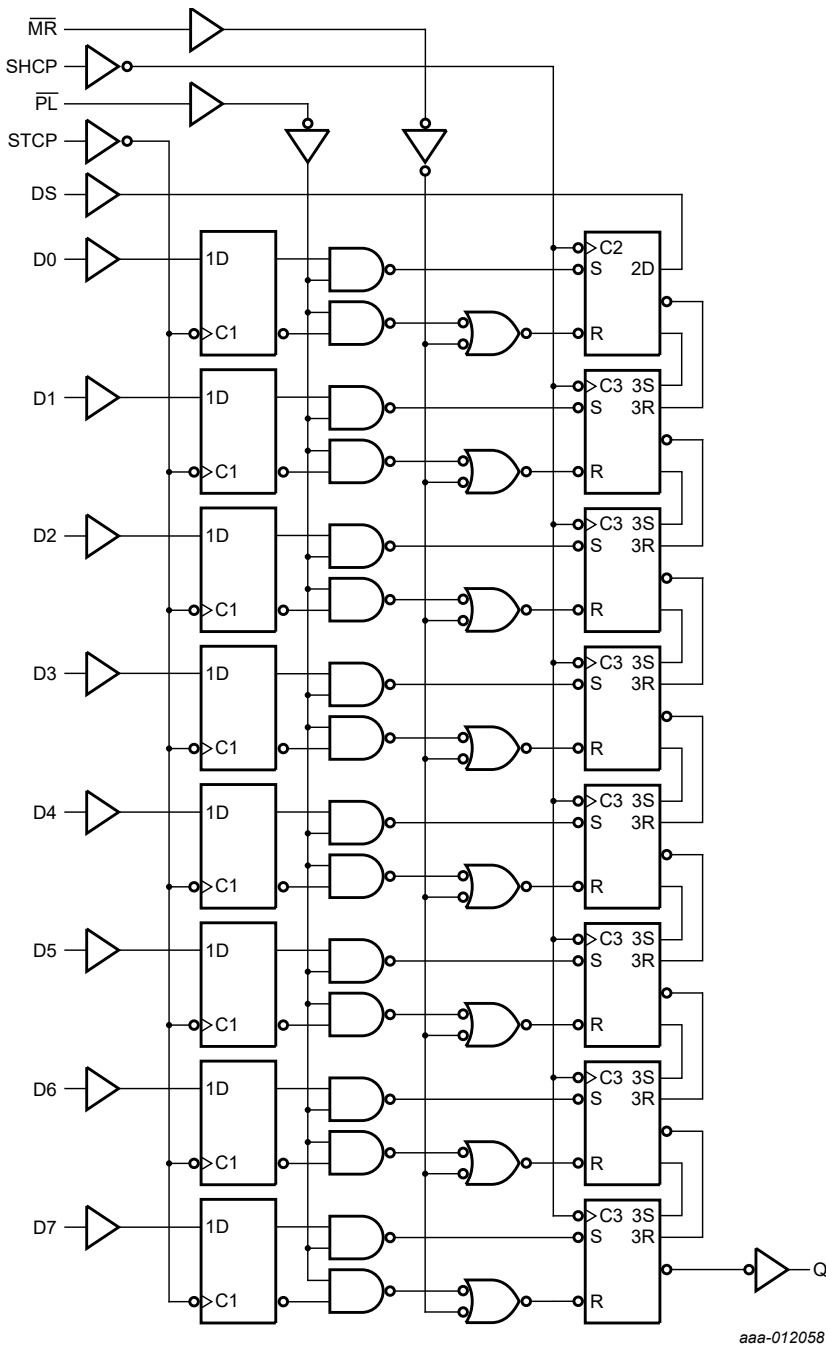 M̅R̅
SHCP
P̅L̅
STCP
DS
D0
1D
C1
C2
S 2D
R
D1
1D
C1
C3 3S
S 3R
R
D2
1D
C1
C3 3S
S 3R
R
D3
1D
C1
C3 3S
S 3R
R
D4
1D
C1
C3 3S
S 3R
R
D5
1D
C1
C3 3S
S 3R
R
D6
1D
C1
C3 3S
S 3R
R
D7
1D
C1
C3 3S
S 3R
R
Q
aaa-012058